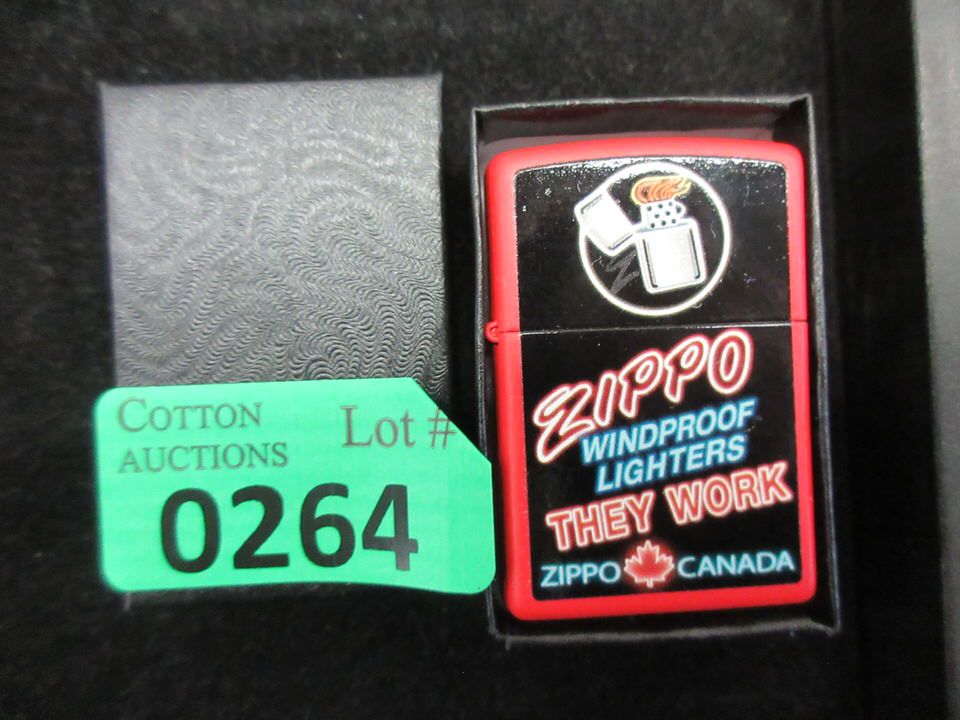 COTTON
AUCTIONS
Lot #
0264
ZIPPO
WINDPROOF
LIGHTERS
THEY WORK
ZIPPO CANADA